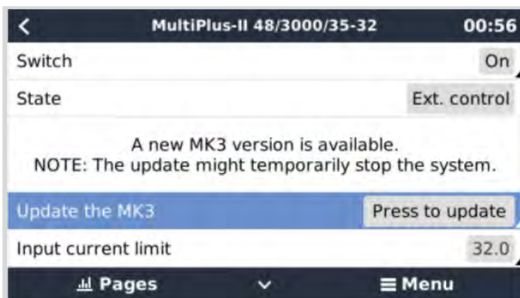 MultiPlus-II 48/3000/35-32 00:56
Switch On
State Ext. control
A new MK3 version is available.
NOTE: The update might temporarily stop the system.
Update the MK3 Press to update
Input current limit 32.0
Pages Menu